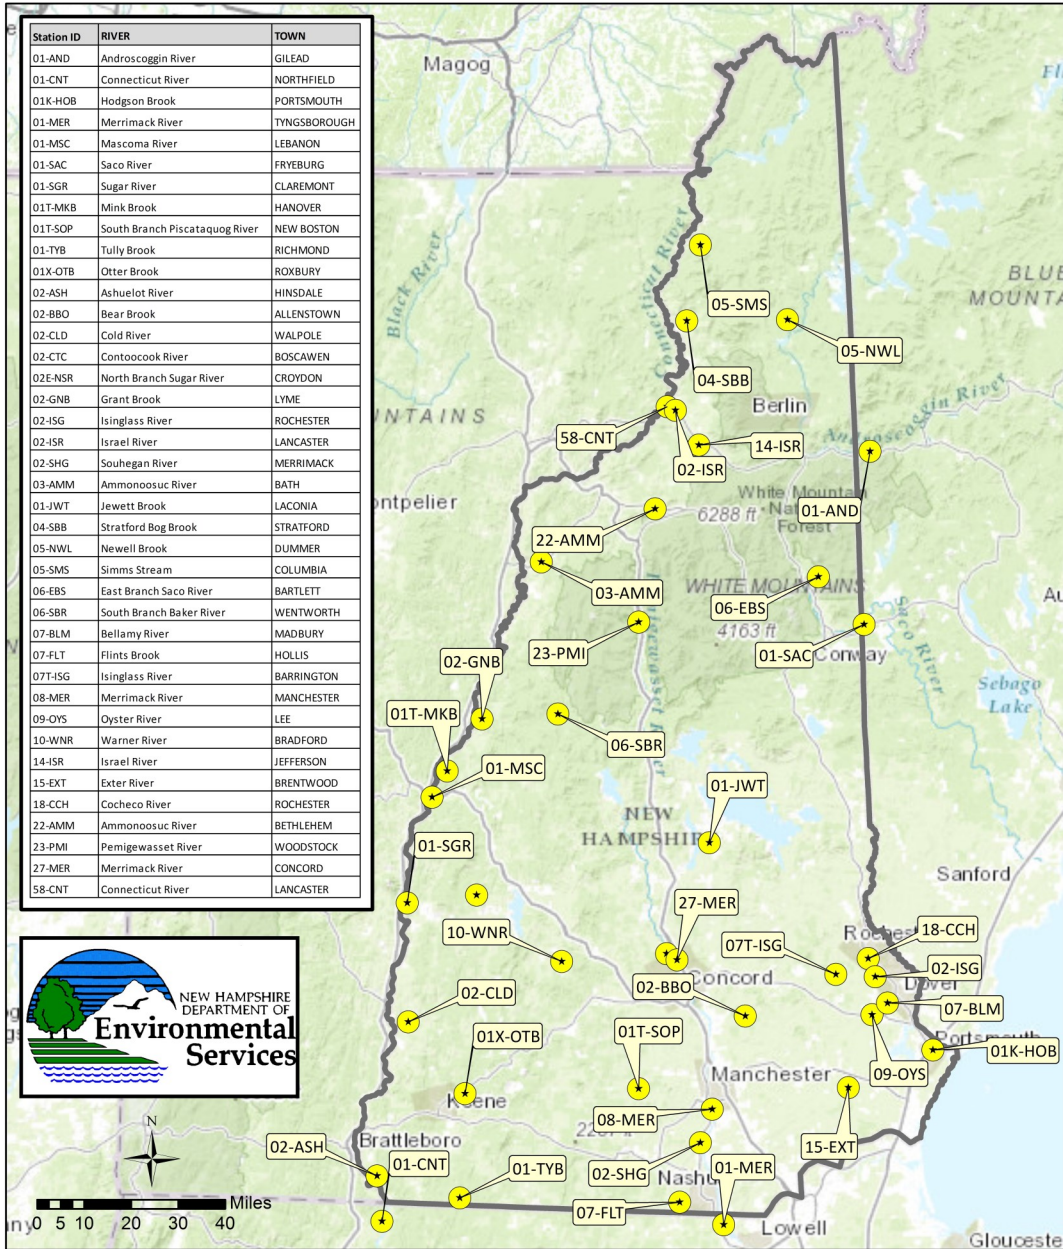 Station ID RIVER TOWN
01-AND Androscoggin River GILEAD
01-CNT Connecticut River NORTHFIELD
01K-HOB Hodgson Brook PORTSMOUTH
01-MER Merrimack River TYNGSBOROUGH
01-MSC Mascoma River LEBANON
01-SAC Saco River FRYEBURG
01-SGR Sugar River CLAREMONT
01T-MKB Mink Brook HANOVER
01T-SOP South Branch Piscataquog River NEW BOSTON
01-TYB Tully Brook RICHMOND
01X-OTB Otter Brook ROXBURY
02-ASH Ashuelot River HINSDALE
02-BBO Bear Brook ALLENSTOWN
02-CLD Cold River WALPOLE
02-CTC Contoocook River BOSCAWEN
02E-NSR North Branch Sugar River CROYDON
02-GNB Grant Brook LYME
02-ISG Isinglass River ROCHESTER
02-ISR Israel River LANCASTER
02-SHG Souhegan River MERRIMACK
03-AMM Ammonoosuc River BATH
01-JWT Jewett Brook LACONIA
04-SBB Stratford Bog Brook STRATFORD
05-NWL Newell Brook DUMMER
05-SMS Simms Stream COLUMBIA
06-EBS East Branch Saco River BARTLETT
06-SBR South Branch Baker River WENTWORTH
07-BLM Bellamy River MADBURY
07-FLT Flints Brook HOLLIS
07T-ISG Isinglass River BARRINGTON
08-MER Merrimack River MANCHESTER
09-OYS Oyster River LEE
10-WNR Warner River BRADFORD
14-ISR Israel River JEFFERSON
15-EXT Exter River BRENTWOOD
18-CCH Cocheco River ROCHESTER
22-AMM Ammonoosuc River BETHLEHEM
23-PMI Pemigewasset River WOODSTOCK
27-MER Merrimack River CONCORD
58-CNT Connecticut River LANCASTER
Magog
Black River
Connecticut River
05-SMS
BLUE
MOUNTA
05-NWL
04-SBB
Berlin
UNTAINS
Androscoggin River
58-CNT
14-ISR
02-ISR
ontpelier
White Mountain
Nat
Forest
6288 ft
01-AND
22-AMM
03-AMM
WHITE MOUNTAINS
06-EBS
4163 ft
23-PMI
01-SAC
Conway
Saco River
Sebago
Lake
02-GNB
01T-MKB
06-SBR
01-MSC
01-JWT
NEW
HAMPSHIR
01-SGR
Sanford
27-MER
10-WNR
07T-ISG
Rochest
18-CCH
Concord
02-ISG
Dover
02-CLD
02-BBO
07-BLM
NEW HAMPSHIRE
DEPARTMENT OF
Environmental
Services
01X-OTB
01T-SOP
Portsmouth
01K-HOB
09-OYS
Manchester
Keene
08-MER
N
Brattleboro
02-ASH
01-CNT
01-TYB
02-SHG
15-EXT
01-MER
Nashu
07-FLT
Miles
0 5 10 20 30 40
Lowell
Glouceste